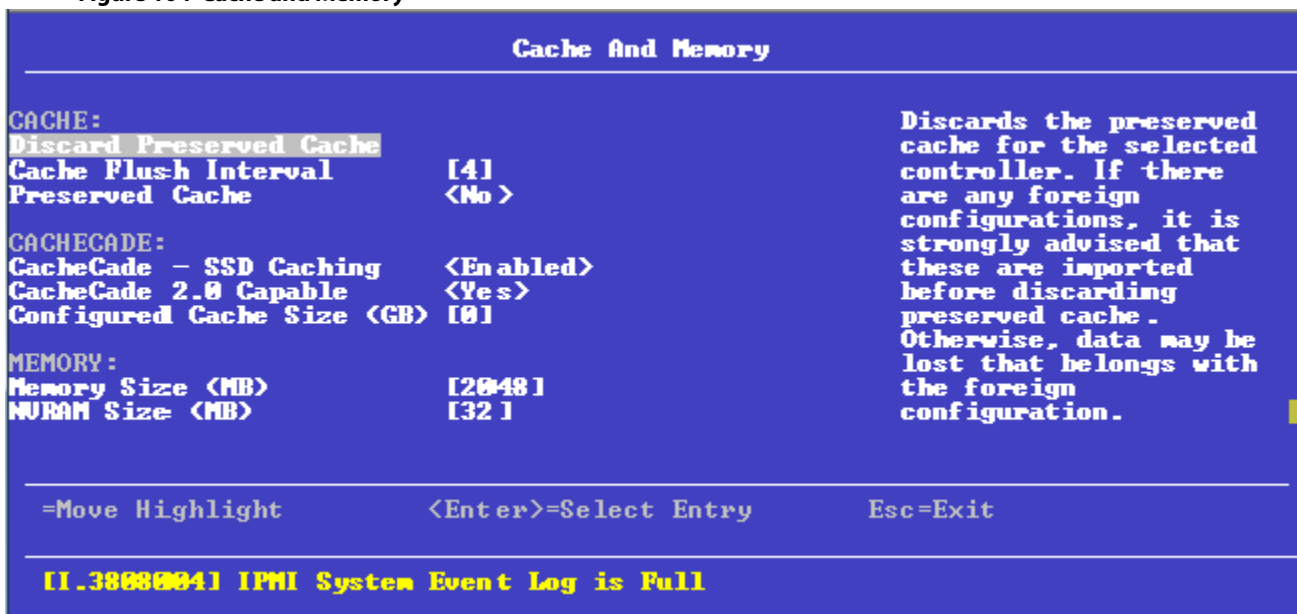 Cache And Memory
CACHE:
Discard Preserved Cache
Cache Flush Interval [4]
Preserved Cache <No >
CACHECADE:
CacheCade - SSD Caching <Enabled>
CacheCade 2.0 Capable <Yes>
Configured Cache Size (GB) [0]
MEMORY:
Memory Size (MB) [2048]
NVRAM Size (MB) [32 ]
Discards the preserved
cache for the selected
controller. If there
are any foreign
configurations, it is
strongly advised that
these are imported
before discarding
preserved cache.
Otherwise, data may be
lost that belongs with
the foreign
configuration.
=Move Highlight <Enter>=Select Entry Esc=Exit
[I.3808004] IPMI System Event Log is Full